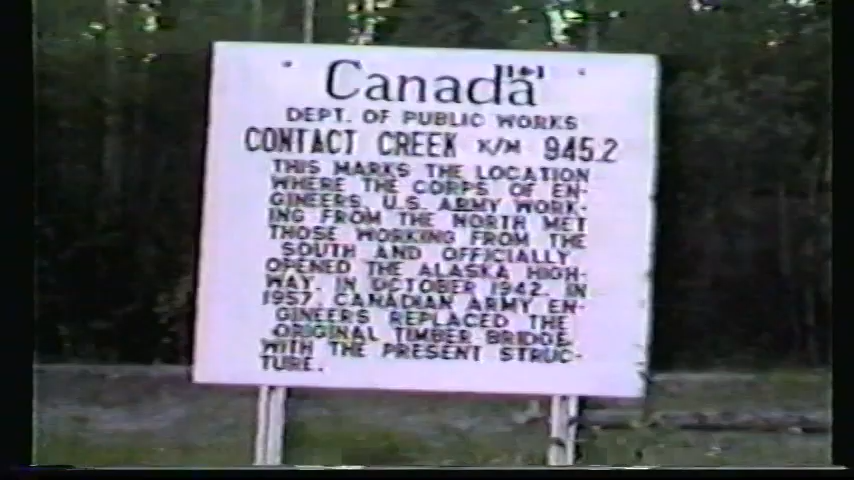 Canada
DEPT. OF PUBLIC WORKS
CONTACT CREEK K/M 945.2
THIS MARKS THE LOCATION
WHERE THE CORPS OF EN-
GINEERS, U.S. ARMY WORK-
ING FROM THE NORTH MET
THOSE WORKING FROM THE
SOUTH AND OFFICIALLY
OPENED THE ALASKA HIGH-
WAY, IN OCTOBER 1942. IN
1957, CANADIAN ARMY EN-
GINEERS REPLACED THE
ORIGINAL TIMBER BRIDGE
WITH THE PRESENT STRUC-
TURE.